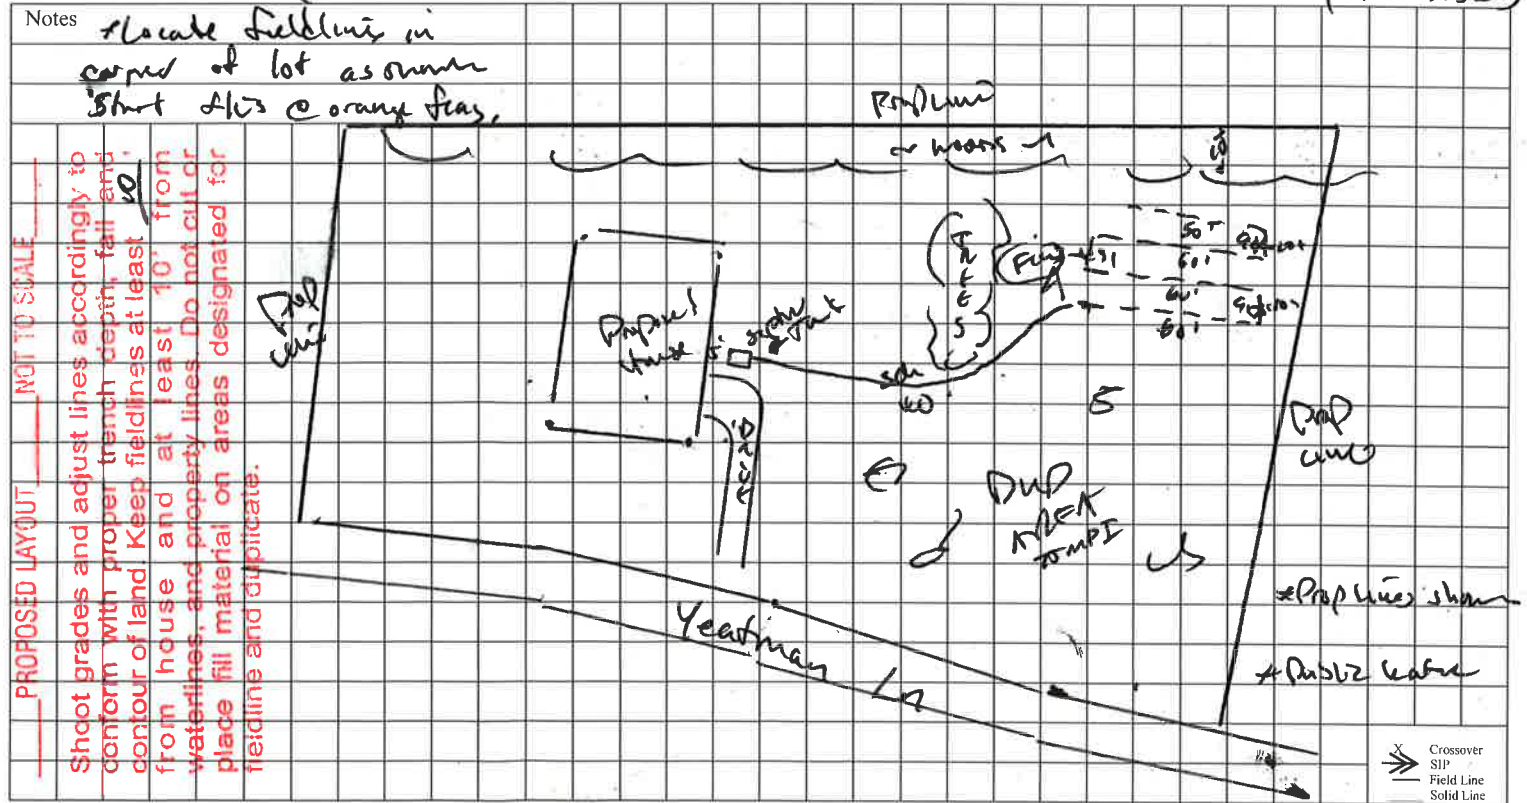 Notes
*Locate fieldlines in
corner of lot as shown
Start f/l's @ orange flag.
Prop line
woods
PROPOSED LAYOUT NOT TO SCALE
Shoot grades and adjust lines accordingly to
conform with proper trench depth, fall and
contour of land. Keep fieldlines at least 10'
from house and at least 10' from
waterlines, and property lines. Do not cut or
place fill material on areas designated for
fieldline and duplicate.
Prop
line
Proposed
House
5'
septic
Tank
TREES
50'
60'
60'
60'
sch
40
DRIVE
5
DUP
AREA
Prop
line
Yeatman Ln
*Prop lines shown
*Public water
X Crossover
SIP
Field Line
Solid Line